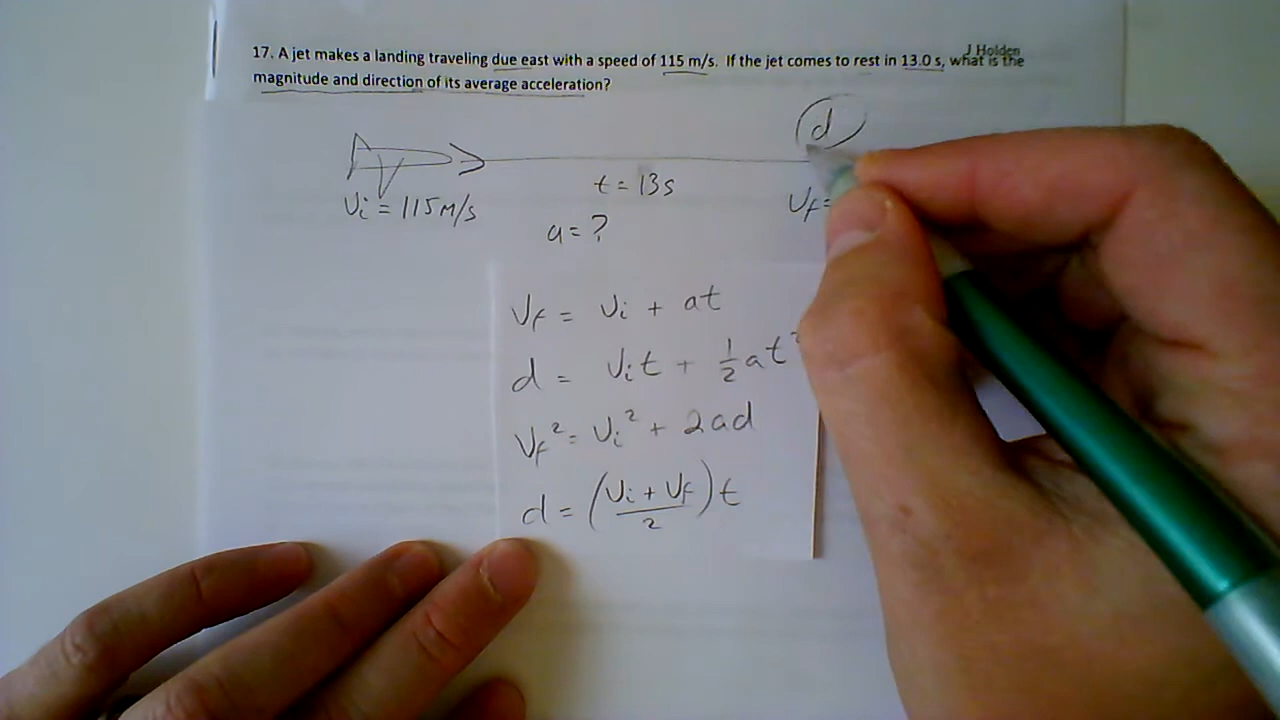 J Holden
17. A jet makes a landing traveling due east with a speed of 115 m/s. If the jet comes to rest in 13.0 s, what is the
magnitude and direction of its average acceleration?
d
t = 13s
Vi = 115m/s
Vf=
a = ?
Vf = Vi + at
d = Vit + ½at²
Vf² = Vi² + 2ad
d = (Vi + Vf / 2) t